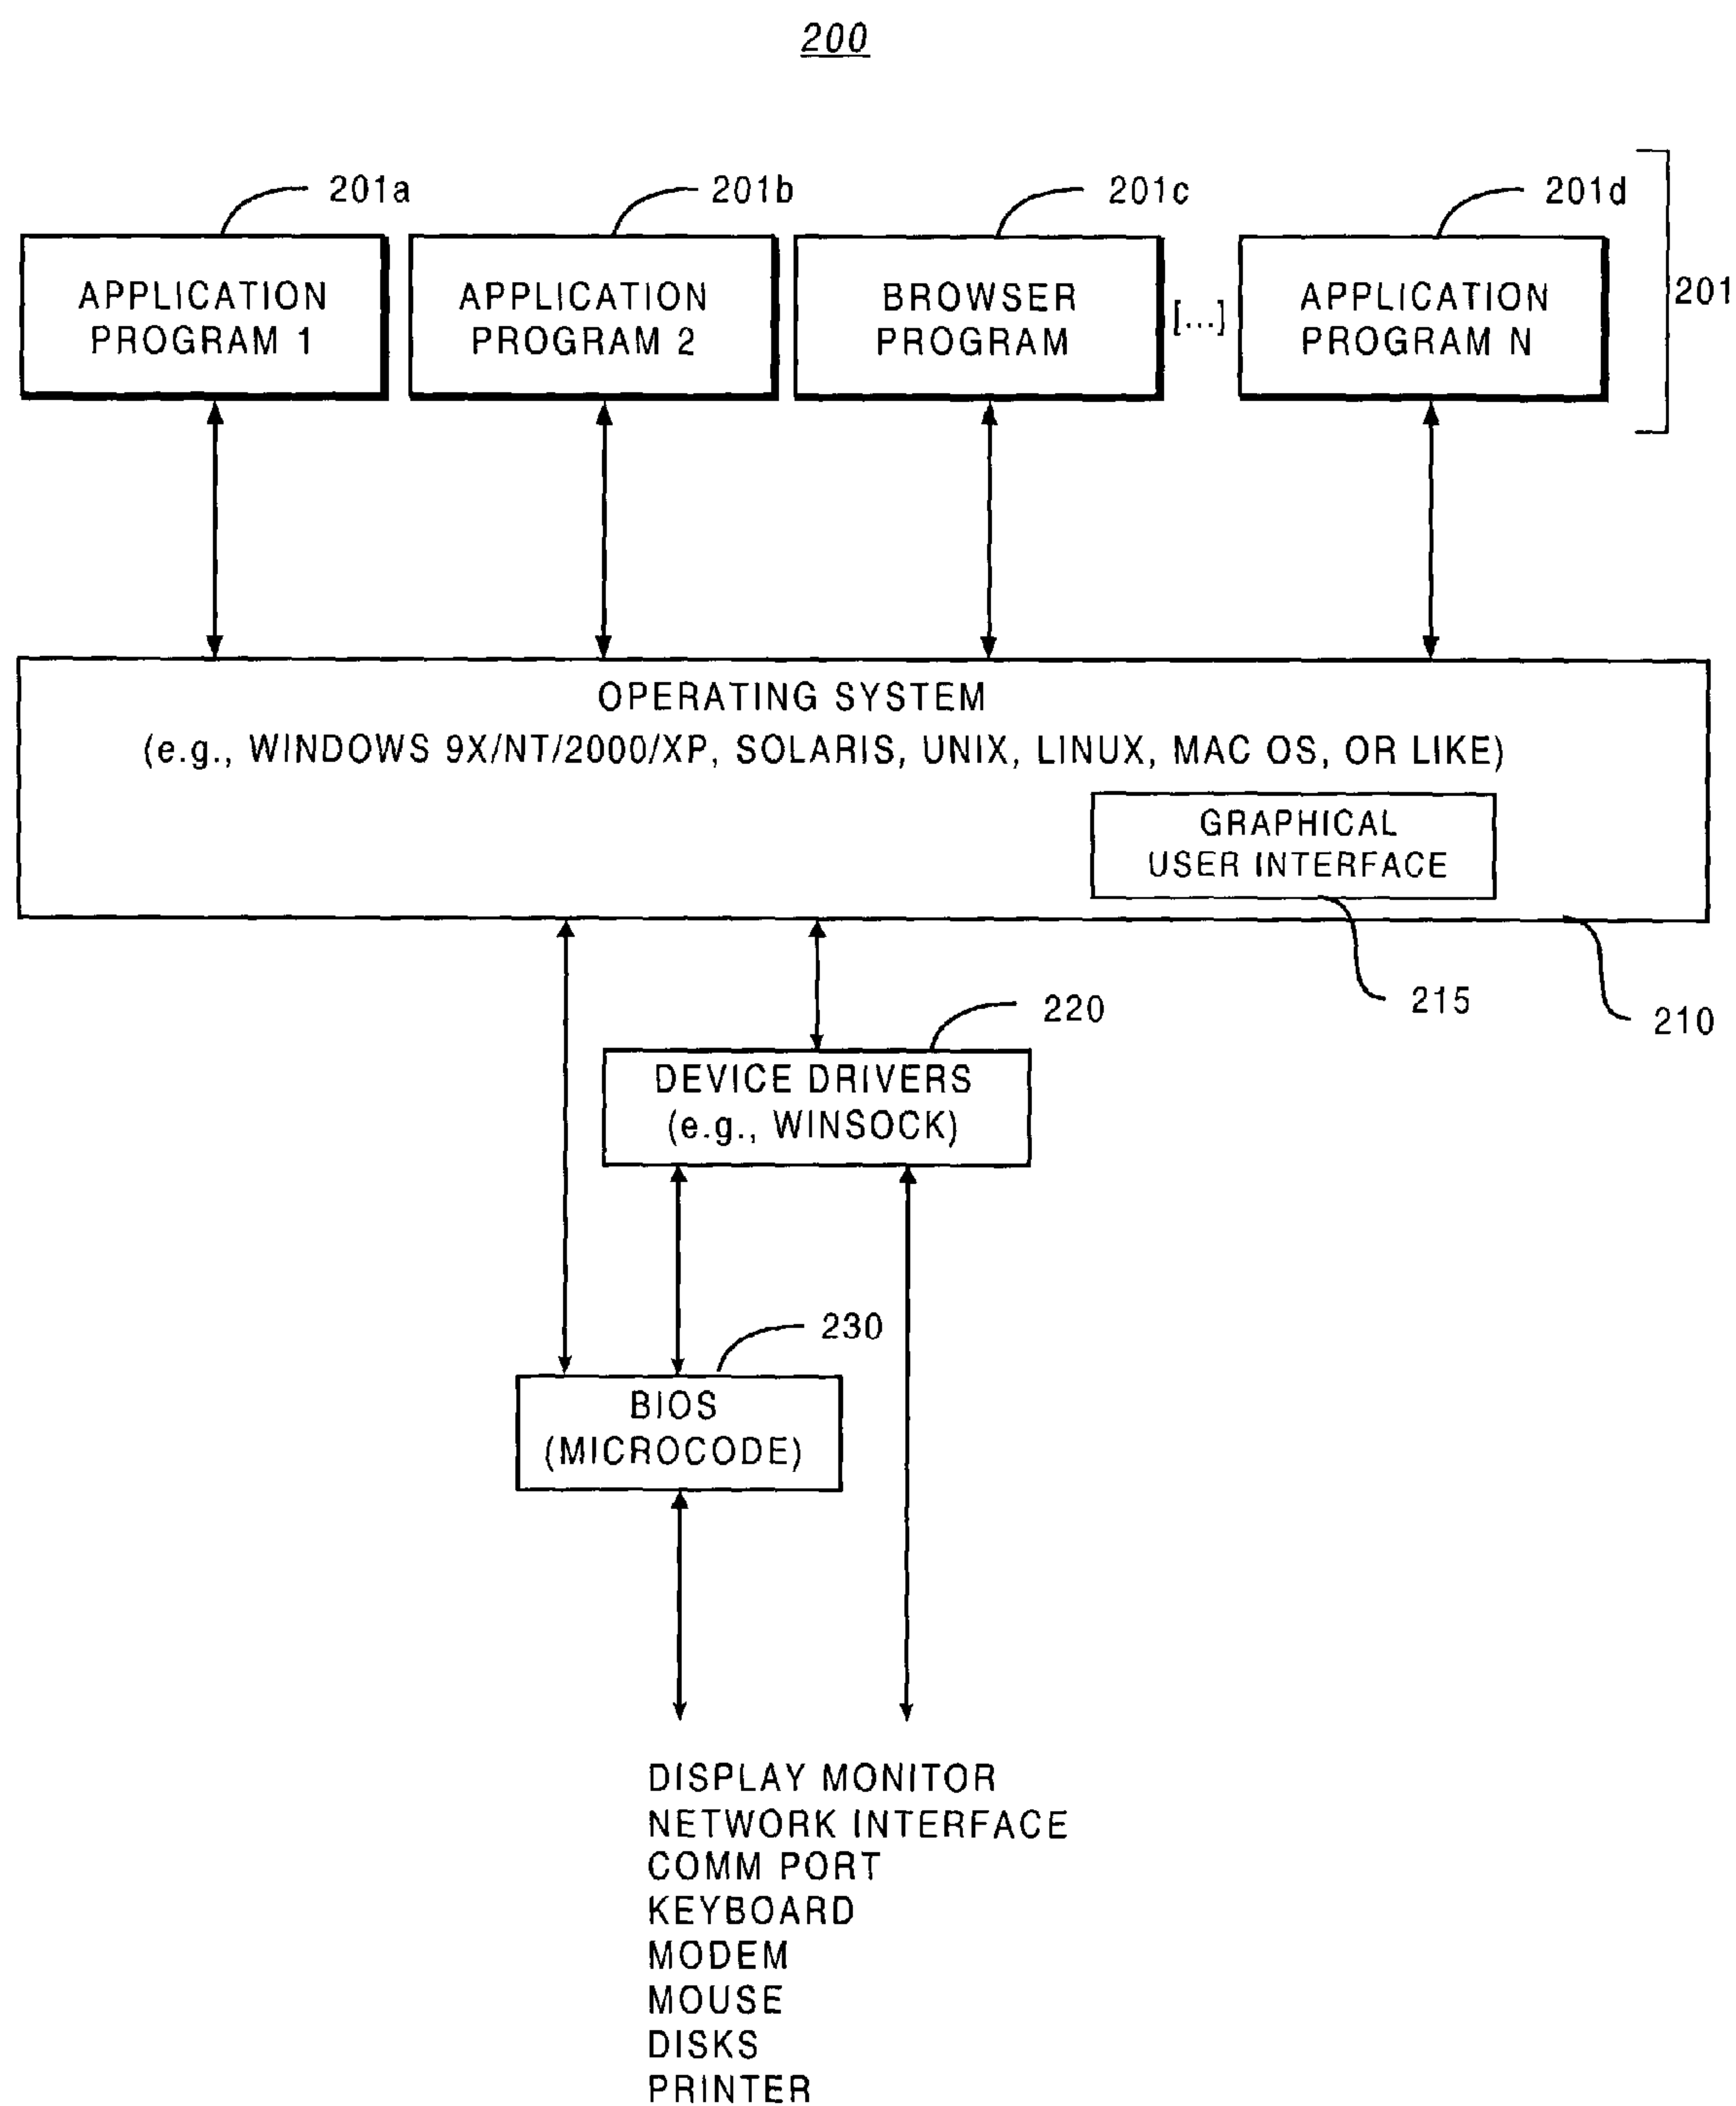 200
201a
201b
201c
201d
201
APPLICATION
PROGRAM 1
APPLICATION
PROGRAM 2
BROWSER
PROGRAM
[...]
APPLICATION
PROGRAM N
OPERATING SYSTEM
(e.g., WINDOWS 9X/NT/2000/XP, SOLARIS, UNIX, LINUX, MAC OS, OR LIKE)
GRAPHICAL
USER INTERFACE
215
210
220
DEVICE DRIVERS
(e.g., WINSOCK)
230
BIOS
(MICROCODE)
DISPLAY MONITOR
NETWORK INTERFACE
COMM PORT
KEYBOARD
MODEM
MOUSE
DISKS
PRINTER